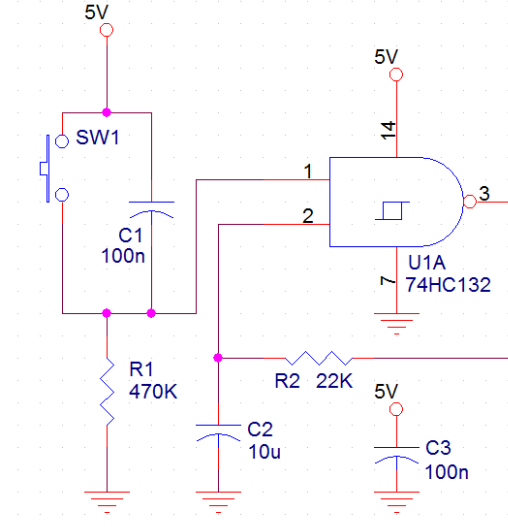 5V
5V
SW1
14
1
2
3
C1
100n
U1A
74HC132
7
R1
470K
R2 22K
5V
C2
10u
C3
100n